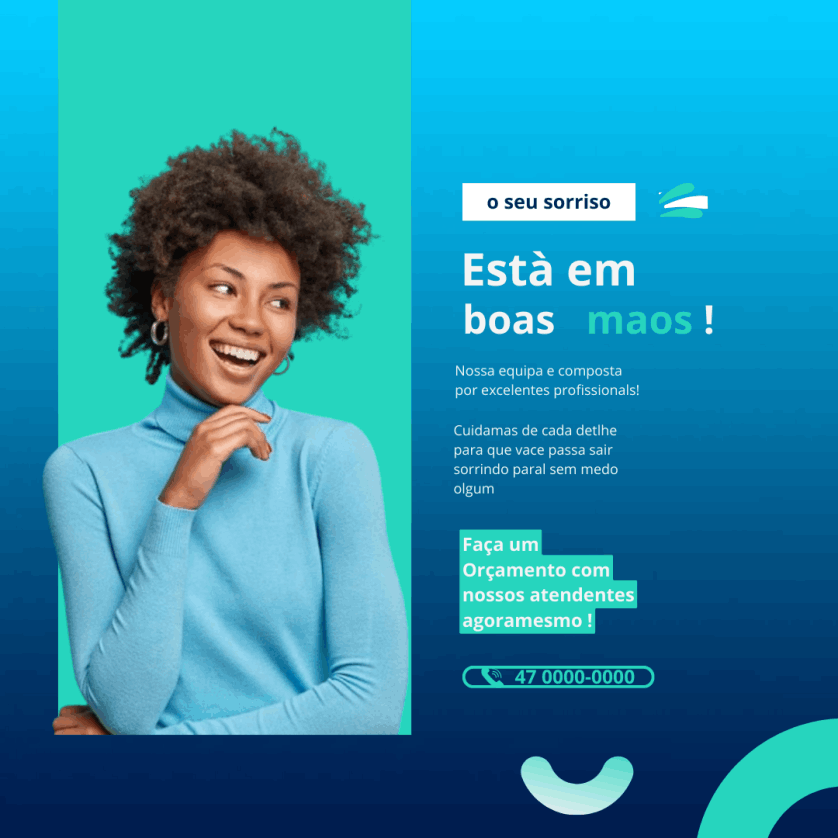 o seu sorriso
Està em
boas maos !
Nossa equipa e composta
por excelentes profissionals!
Cuidamas de cada detlhe
para que vace passa sair
sorrindo paral sem medo
olgum
Faça um
Orçamento com
nossos atendentes
agoramesmo !
47 0000-0000